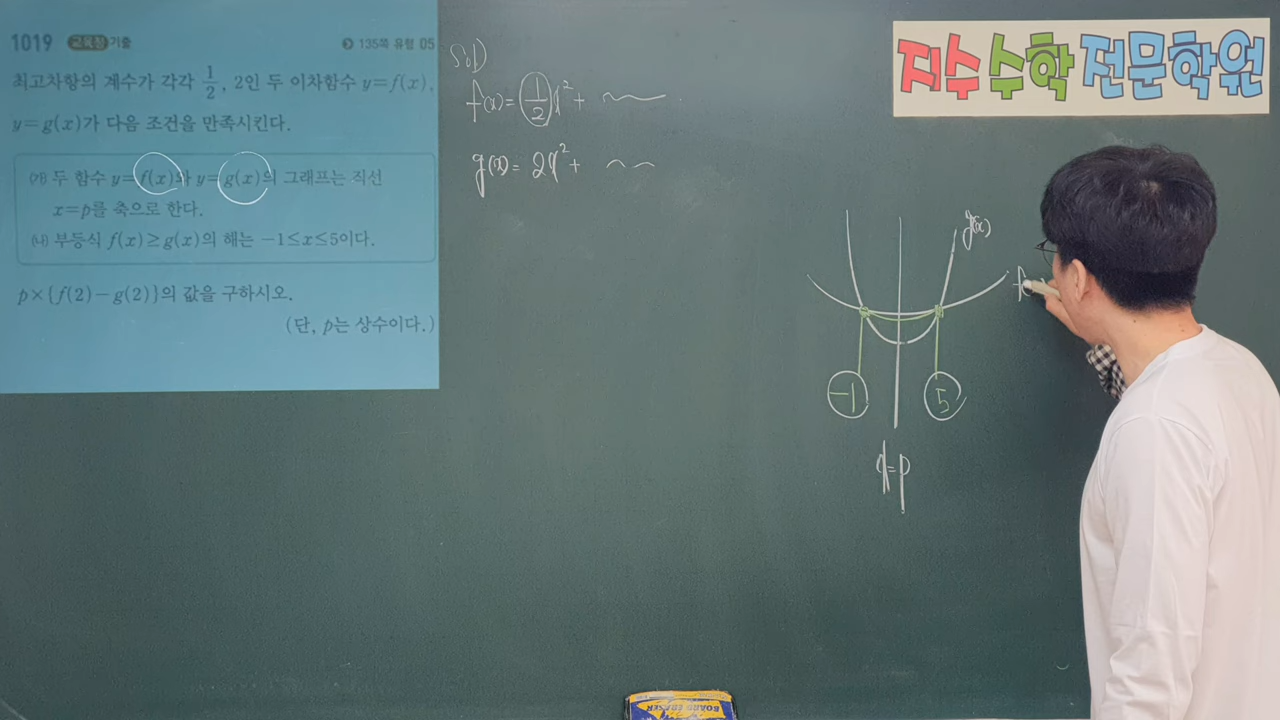 1019 교육청기출 135쪽 유형 05
최고차항의 계수가 각각 1/2, 2인 두 이차함수 y=f(x),
y=g(x)가 다음 조건을 만족시킨다.
(가) 두 함수 y=f(x)와 y=g(x)의 그래프는 직선
x=p를 축으로 한다.
(나) 부등식 f(x)≥g(x)의 해는 -1≤x≤5이다.
p×{f(2)-g(2)}의 값을 구하시오.
(단, p는 상수이다.)
Sol)
f(x)=1/2x²+
g(x)=2x²+
지수수학전문학원
g(x)
-1
5
x=p
BOARD ERASER